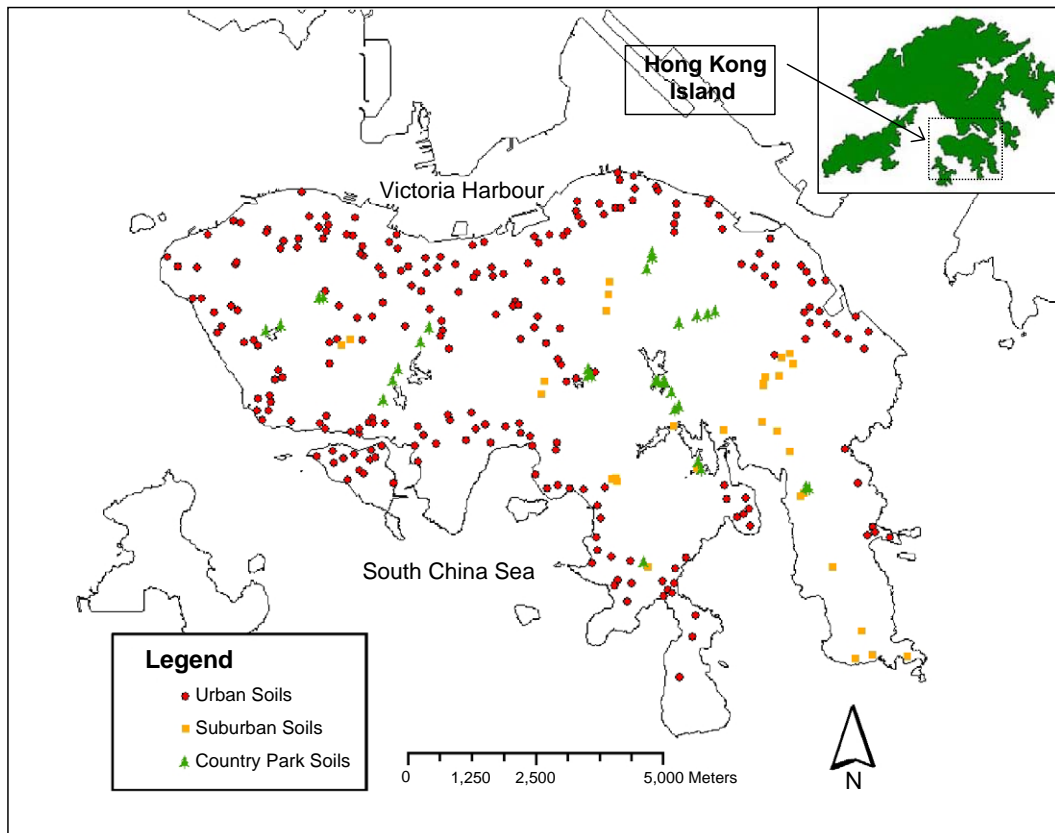 Hong Kong
Island
Victoria Harbour
South China Sea
Legend
Urban Soils
Suburban Soils
Country Park Soils
0 1,250 2,500 5,000 Meters
N